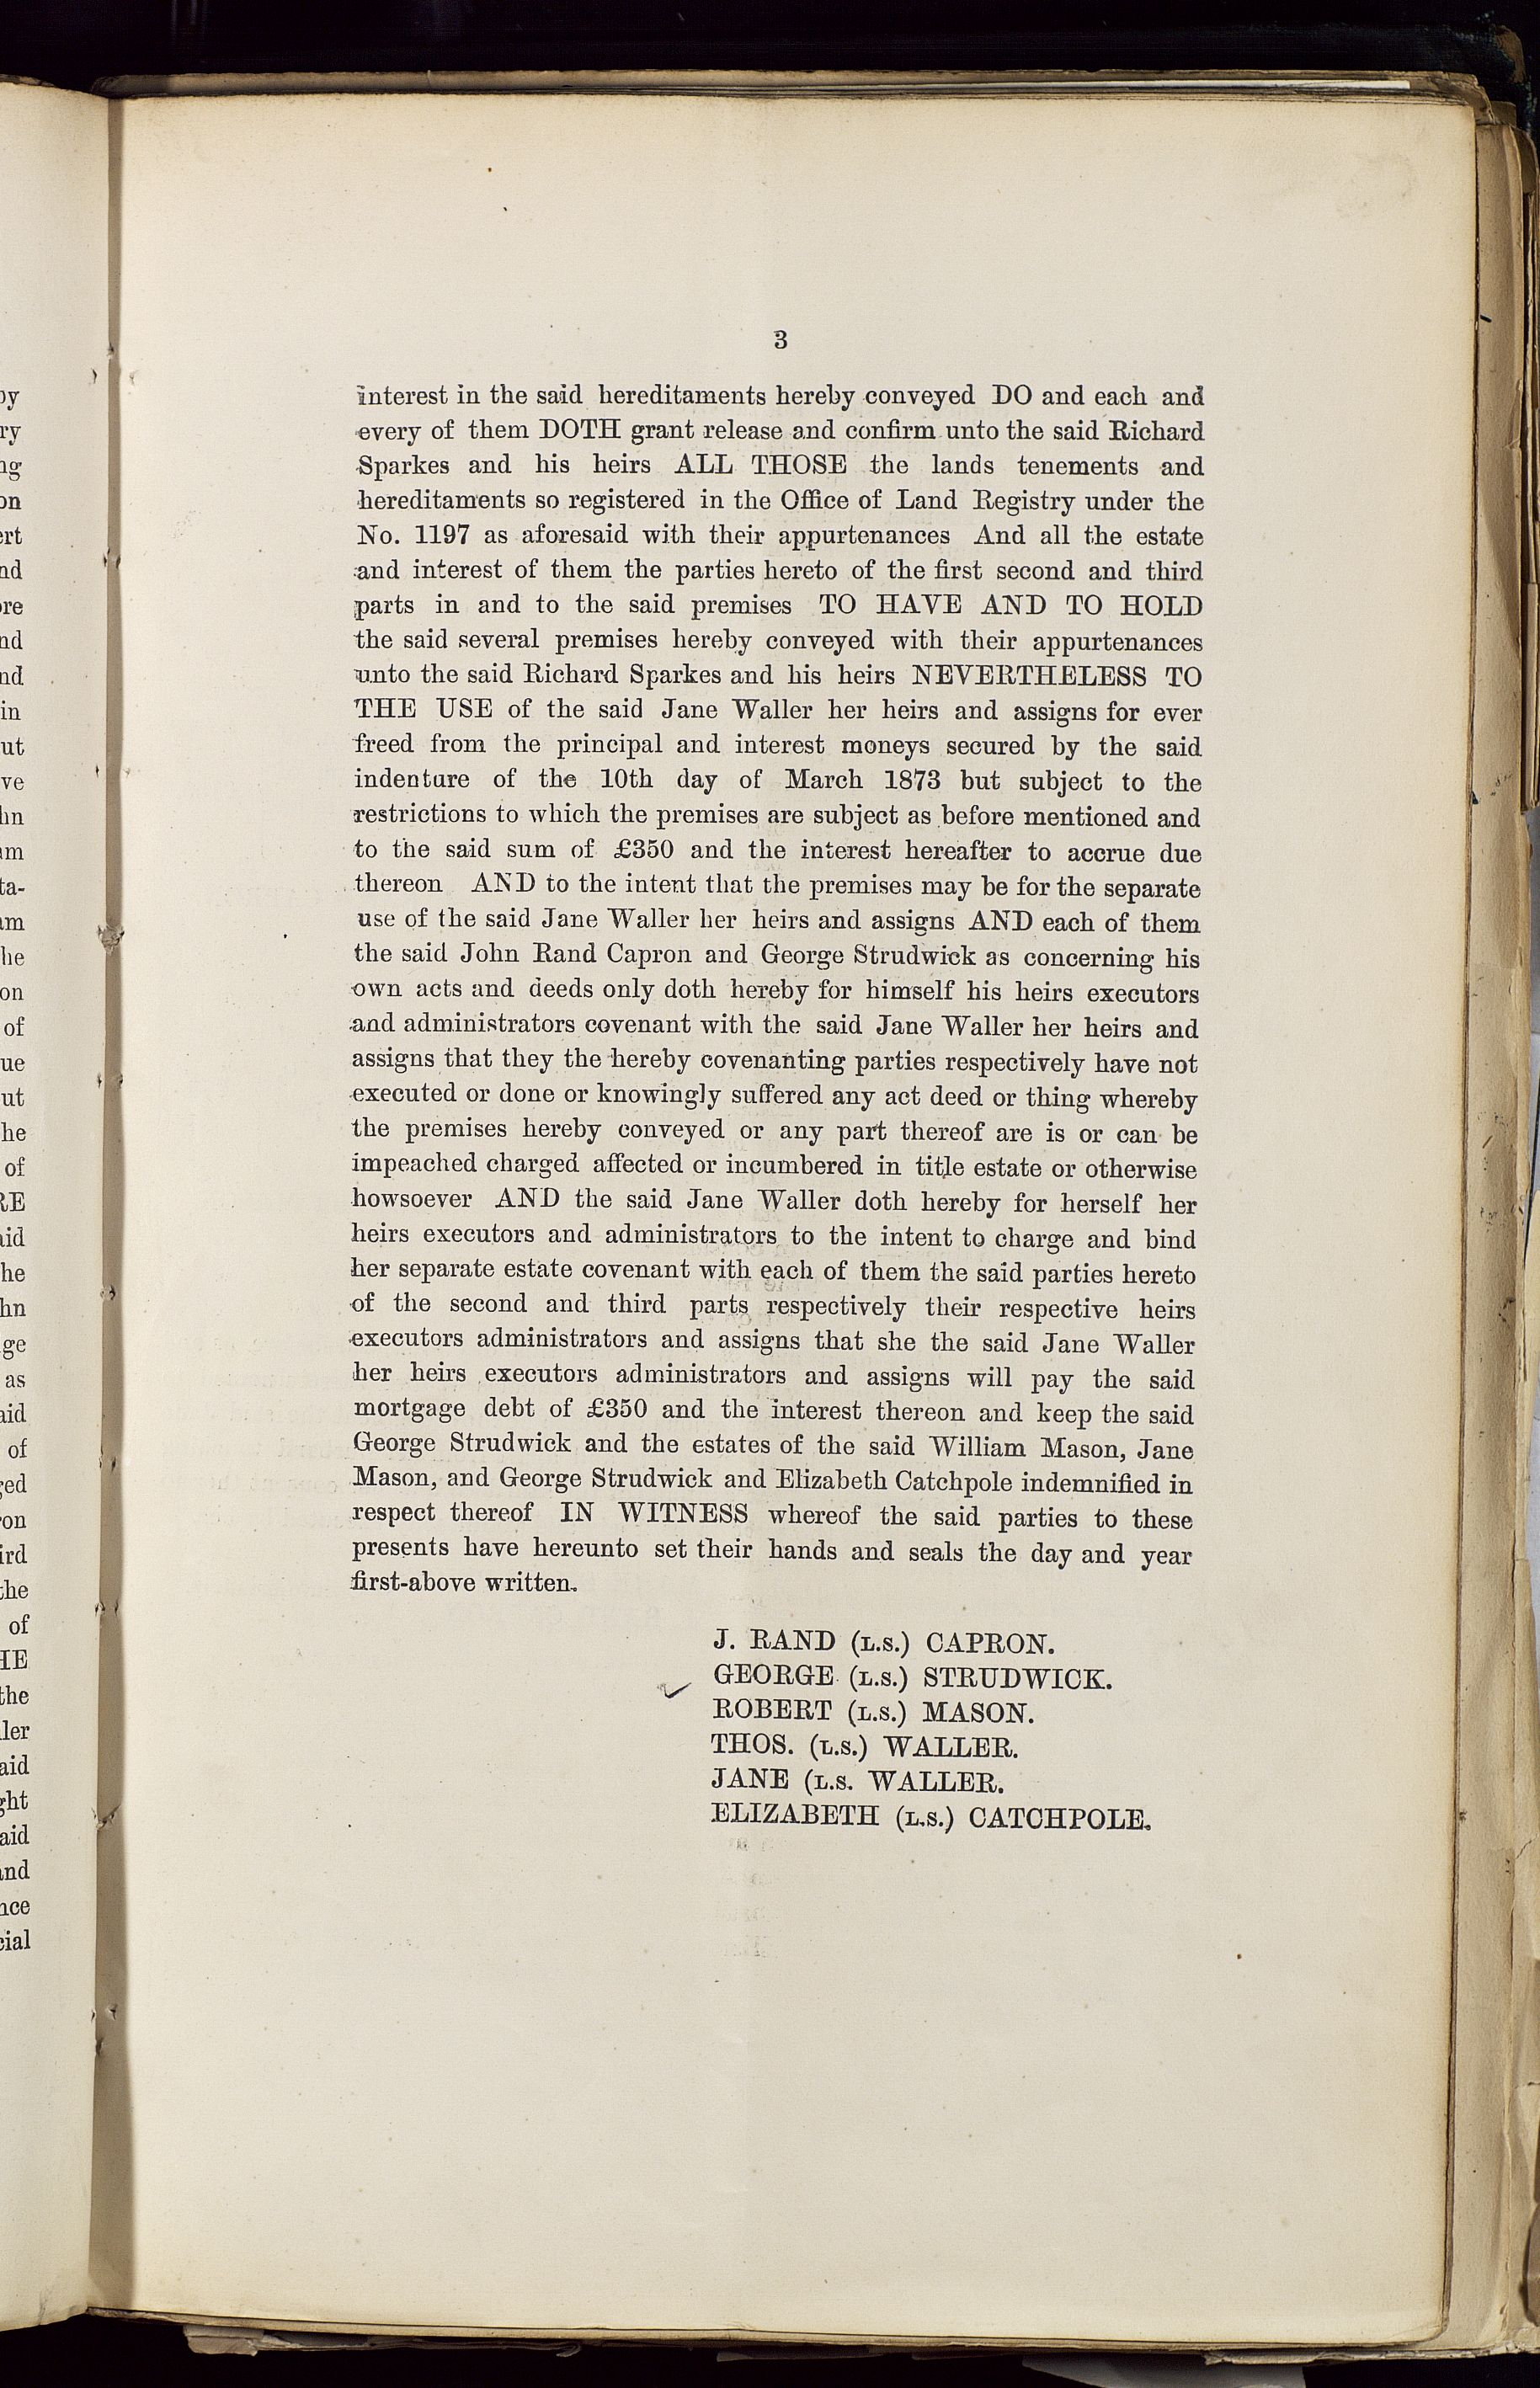 3
interest in the said hereditaments hereby conveyed DO and each and
every of them DOTH grant release and confirm unto the said Richard
Sparkes and his heirs ALL THOSE the lands tenements and
hereditaments so registered in the Office of Land Registry under the
No. 1197 as aforesaid with their appurtenances And all the estate
and interest of them the parties hereto of the first second and third
parts in and to the said premises TO HAVE AND TO HOLD
the said several premises hereby conveyed with their appurtenances
unto the said Richard Sparkes and his heirs NEVERTHELESS TO
THE USE of the said Jane Waller her heirs and assigns for ever
freed from the principal and interest moneys secured by the said
indenture of the 10th day of March 1873 but subject to the
restrictions to which the premises are subject as before mentioned and
to the said sum of £350 and the interest hereafter to accrue due
thereon AND to the intent that the premises may be for the separate
use of the said Jane Waller her heirs and assigns AND each of them
the said John Rand Capron and George Strudwick as concerning his
own acts and deeds only doth hereby for himself his heirs executors
and administrators covenant with the said Jane Waller her heirs and
assigns that they the hereby covenanting parties respectively have not
executed or done or knowingly suffered any act deed or thing whereby
the premises hereby conveyed or any part thereof are is or can be
impeached charged affected or incumbered in title estate or otherwise
howsoever AND the said Jane Waller doth hereby for herself her
heirs executors and administrators to the intent to charge and bind
her separate estate covenant with each of them the said parties hereto
of the second and third parts respectively their respective heirs
executors administrators and assigns that she the said Jane Waller
her heirs executors administrators and assigns will pay the said
mortgage debt of £350 and the interest thereon and keep the said
George Strudwick and the estates of the said William Mason, Jane
Mason, and George Strudwick and Elizabeth Catchpole indemnified in
respect thereof IN WITNESS whereof the said parties to these
presents have hereunto set their hands and seals the day and year
first-above written.
J. RAND (L.S.) CAPRON.
GEORGE (L.S.) STRUDWICK.
ROBERT (L.S.) MASON.
THOS. (L.S.) WALLER.
JANE (L.S. WALLER.
ELIZABETH (L.S.) CATCHPOLE.